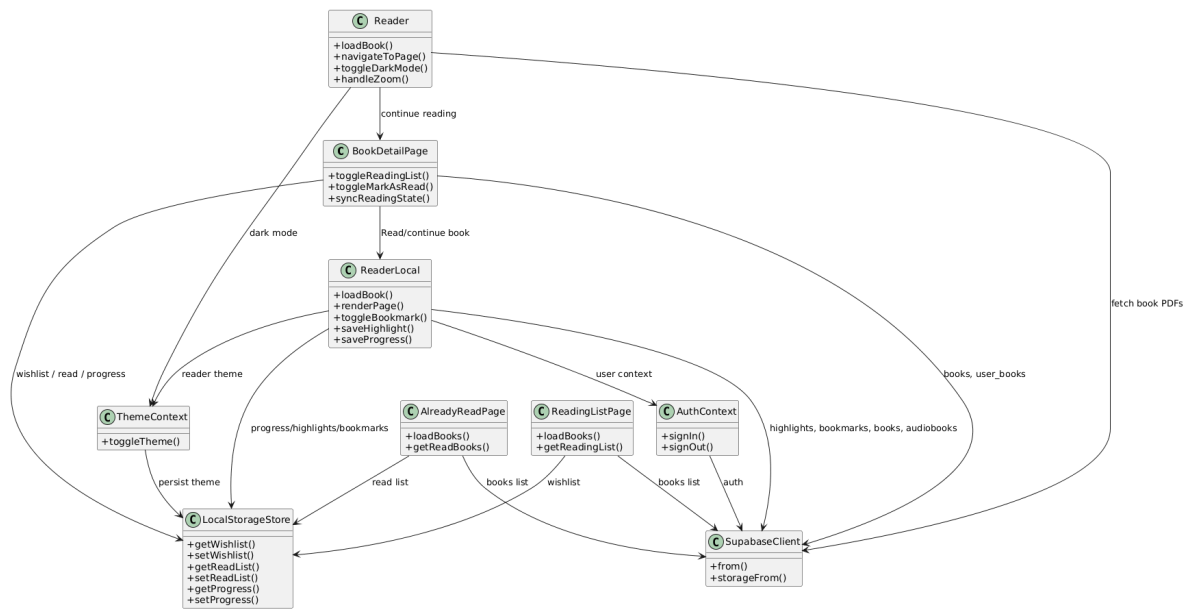 C Reader
+loadBook()
+navigateToPage()
+toggleDarkMode()
+handleZoom()
continue reading
C BookDetailPage
+toggleReadingList()
+toggleMarkAsRead()
+syncReadingState()
dark mode
Read/continue book
C ReaderLocal
+loadBook()
+renderPage()
+toggleBookmark()
+saveHighlight()
+saveProgress()
fetch book PDFs
wishlist / read / progress
reader theme
user context
books, user_books
C ThemeContext
+toggleTheme()
progress/highlights/bookmarks
C AlreadyReadPage
+loadBooks()
+getReadBooks()
C ReadingListPage
+loadBooks()
+getReadingList()
C AuthContext
+signIn()
+signOut()
highlights, bookmarks, books, audiobooks
persist theme
read list
books list
wishlist
books list
auth
C LocalStorageStore
+getWishlist()
+setWishlist()
+getReadList()
+setReadList()
+getProgress()
+setProgress()
C SupabaseClient
+from()
+storageFrom()